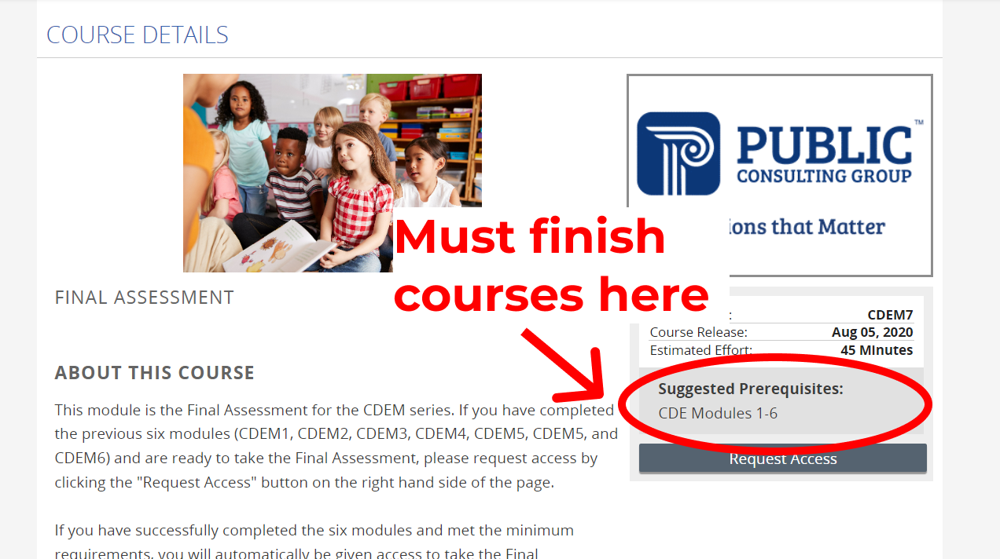 COURSE DETAILS
PUBLIC™
CONSULTING GROUP
ions that Matter
Must finish
courses here
FINAL ASSESSMENT
: CDEM7
Course Release: Aug 05, 2020
Estimated Effort: 45 MInutes
Suggested Prerequisites:
CDE Modules 1-6
Request Access
ABOUT THIS COURSE
This module is the Final Assessment for the CDEM series. If you have completed
the previous six modules (CDEM1, CDEM2, CDEM3, CDEM4, CDEM5, CDEM5, and
CDEM6) and are ready to take the Final Assessment, please request access by
clicking the "Request Access" button on the right hand side of the page.
If you have successfully completed the six modules and met the minimum
requirements, you will automatically be given access to take the Final